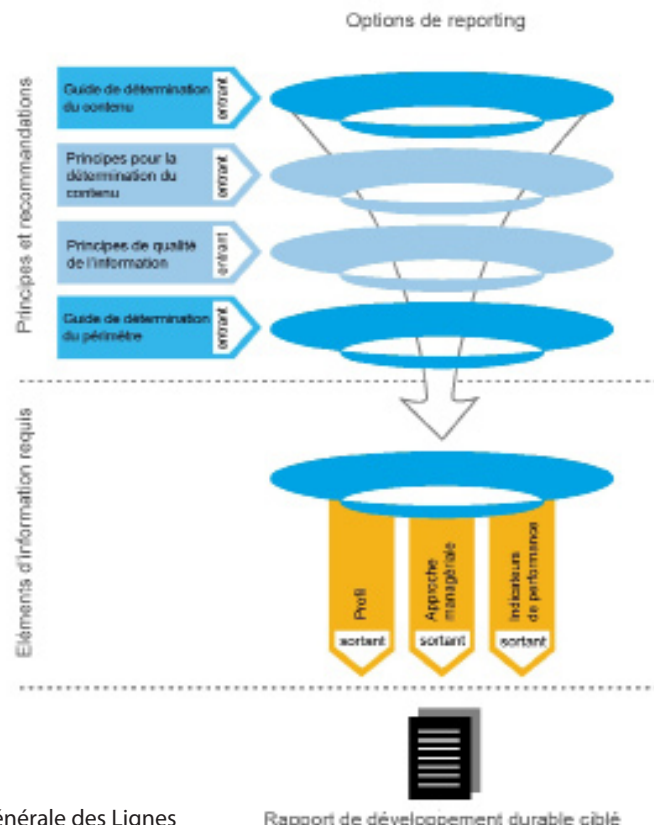 Options de reporting
Principes et recommandations
Guide de détermination
du contenu
entrant
Principes pour la
détermination du
contenu
entrant
Principes de qualité
de l'information
entrant
Guide de détermination
du périmètre
entrant
Eléments d'information requis
Profil
sortant
Approche
managériale
sortant
Indicateurs
de performance
sortant
énérale des Lignes
Rapport de développement durable ciblé